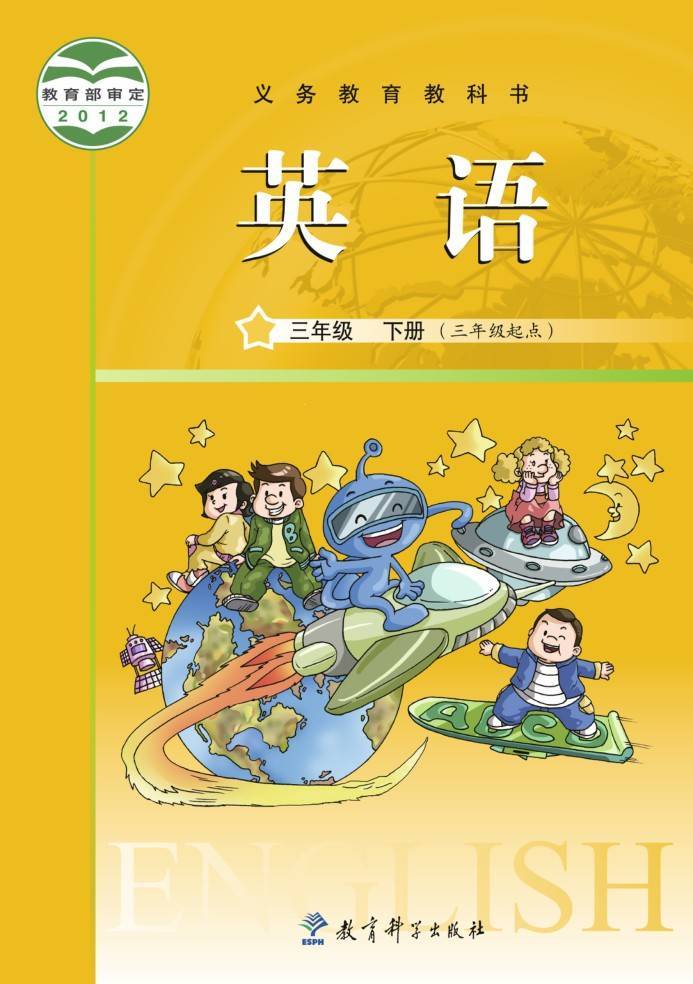 教育部审定
2012
义务教育教科书
英语
三年级 下册（三年级起点）
B
ABCD
ENGLISH
ESPH
教育科学出版社